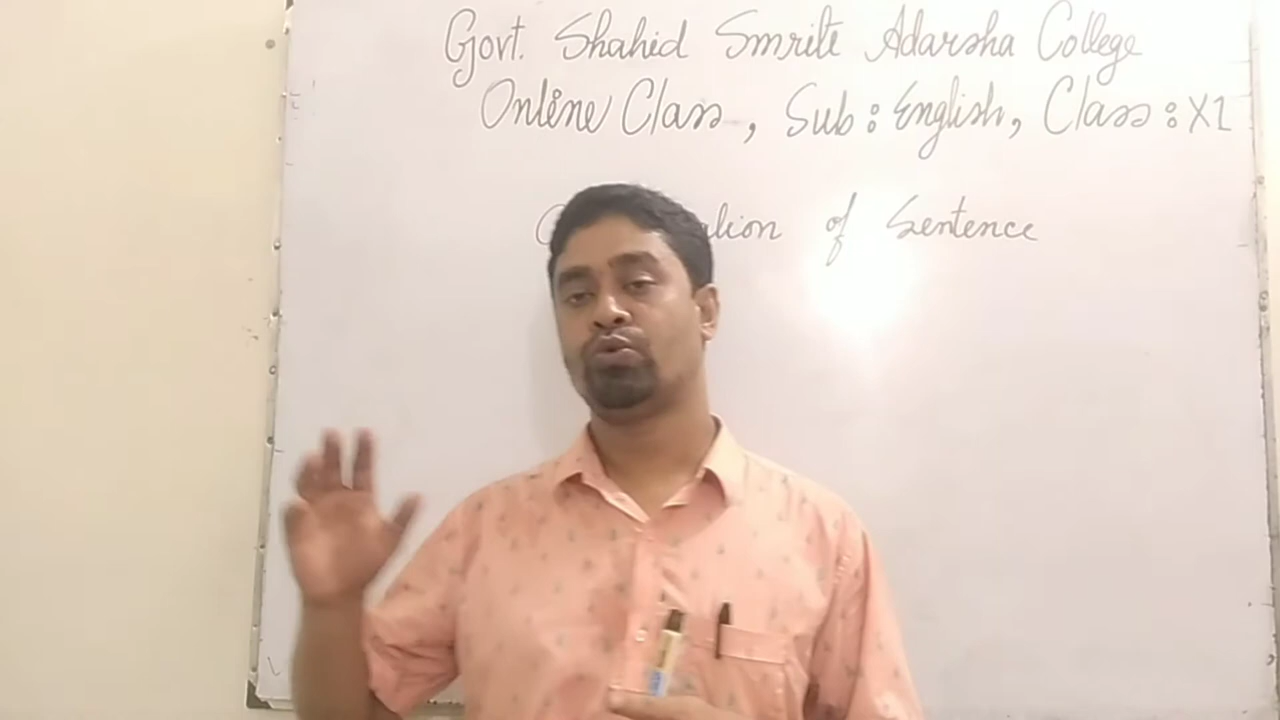 Govt. Shahid Smrite Adarsha College
Online Class, Sub: English, Class: XI
of Sentence